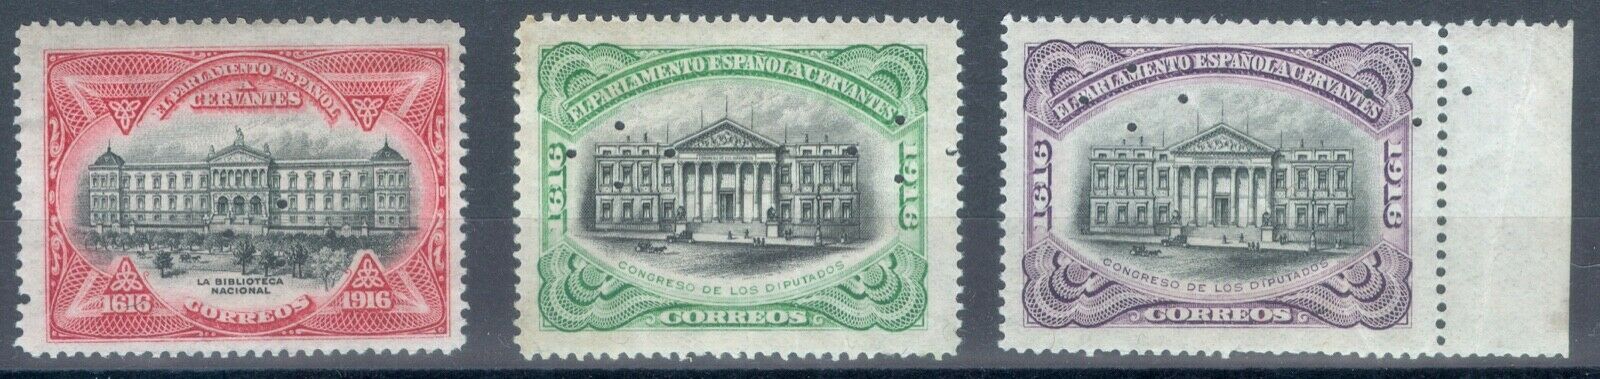 EL PARLAMENTO ESPAÑOL
A
CERVANTES
LA BIBLIOTECA
NACIONAL
1616 CORREOS 1916
EL PARLAMENTO ESPAÑOL A CERVANTES
1616 1916
CONGRESO DE LOS DIPUTADOS
CORREOS
EL PARLAMENTO ESPAÑOL A CERVANTES
1616 1916
CONGRESO DE LOS DIPUTADOS
CORREOS